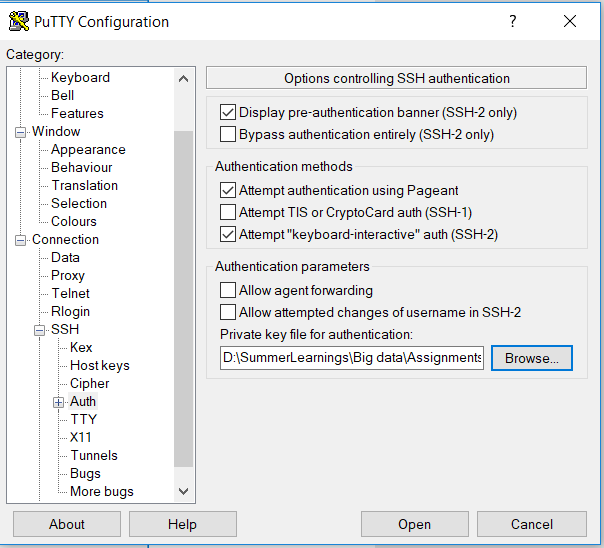 PuTTY Configuration
Category:
Keyboard
Bell
Features
Window
Appearance
Behaviour
Translation
Selection
Colours
Connection
Data
Proxy
Telnet
Rlogin
SSH
Kex
Host keys
Cipher
Auth
TTY
X11
Tunnels
Bugs
More bugs
Options controlling SSH authentication
Display pre-authentication banner (SSH-2 only)
Bypass authentication entirely (SSH-2 only)
Authentication methods
Attempt authentication using Pageant
Attempt TIS or CryptoCard auth (SSH-1)
Attempt "keyboard-interactive" auth (SSH-2)
Authentication parameters
Allow agent forwarding
Allow attempted changes of username in SSH-2
Private key file for authentication:
D:\SummerLearnings\Big data\Assignments Browse...
About Help Open Cancel